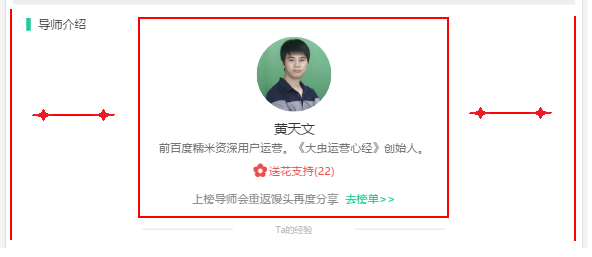 导师介绍
黄天文
前百度糯米资深用户运营。《大虫运营心经》创始人。
送花支持(22)
上榜导师会重返馒头再度分享 去榜单>>
Ta的经验